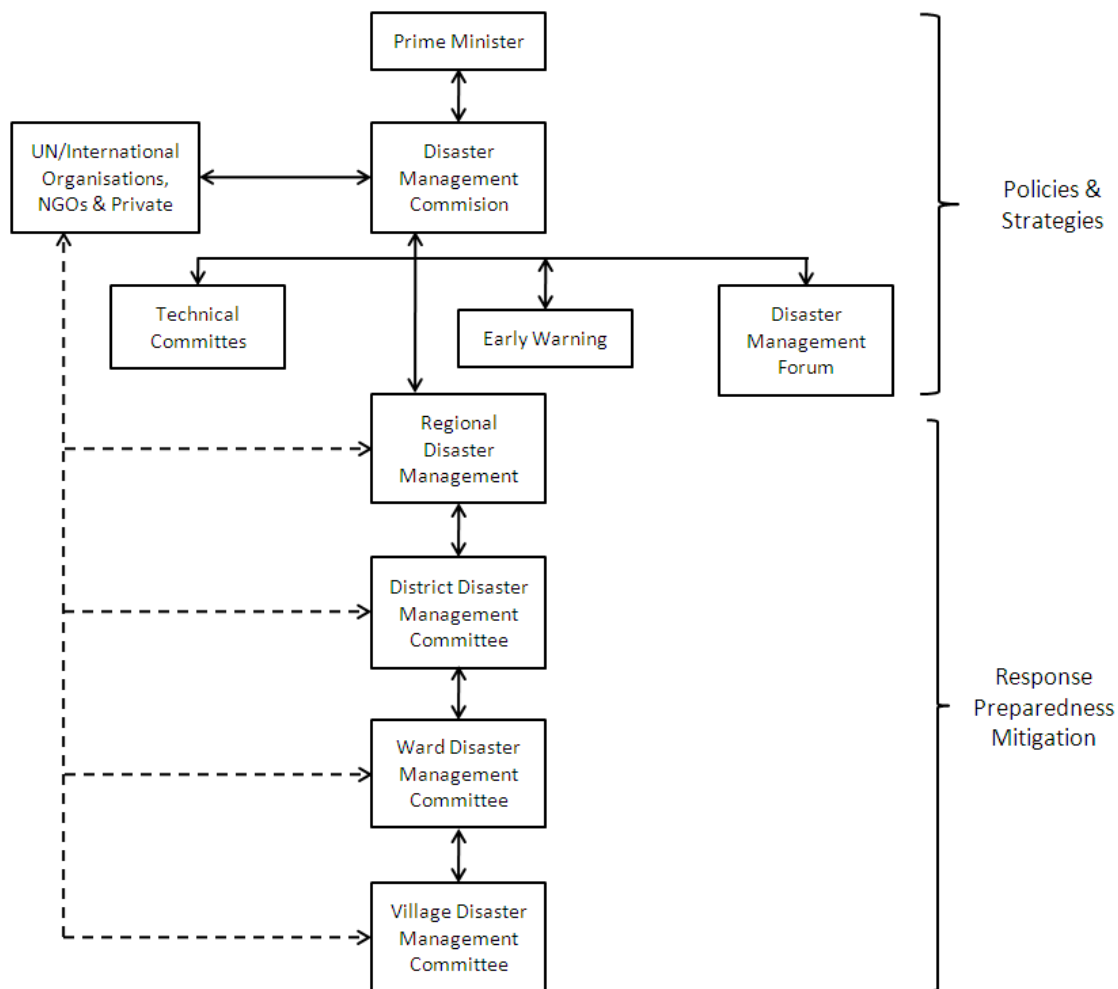 Prime Minister
UN/International
Organisations,
NGOs & Private
Disaster
Management
Commision
Policies &
Strategies
Technical
Committes
Early Warning
Disaster
Management
Forum
Regional
Disaster
Management
District Disaster
Management
Committee
Response
Preparedness
Mitigation
Ward Disaster
Management
Committee
Village Disaster
Management
Committee